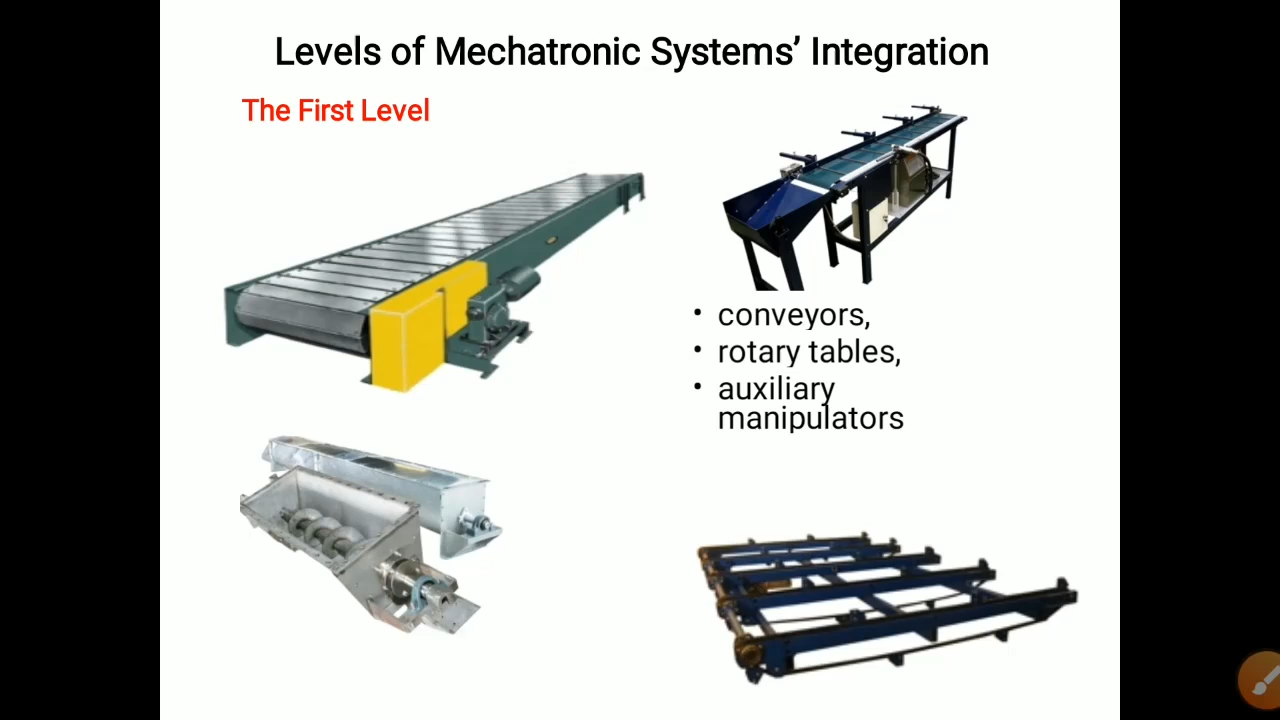 Levels of Mechatronic Systems’ Integration
The First Level
• conveyors,
• rotary tables,
• auxiliary
manipulators